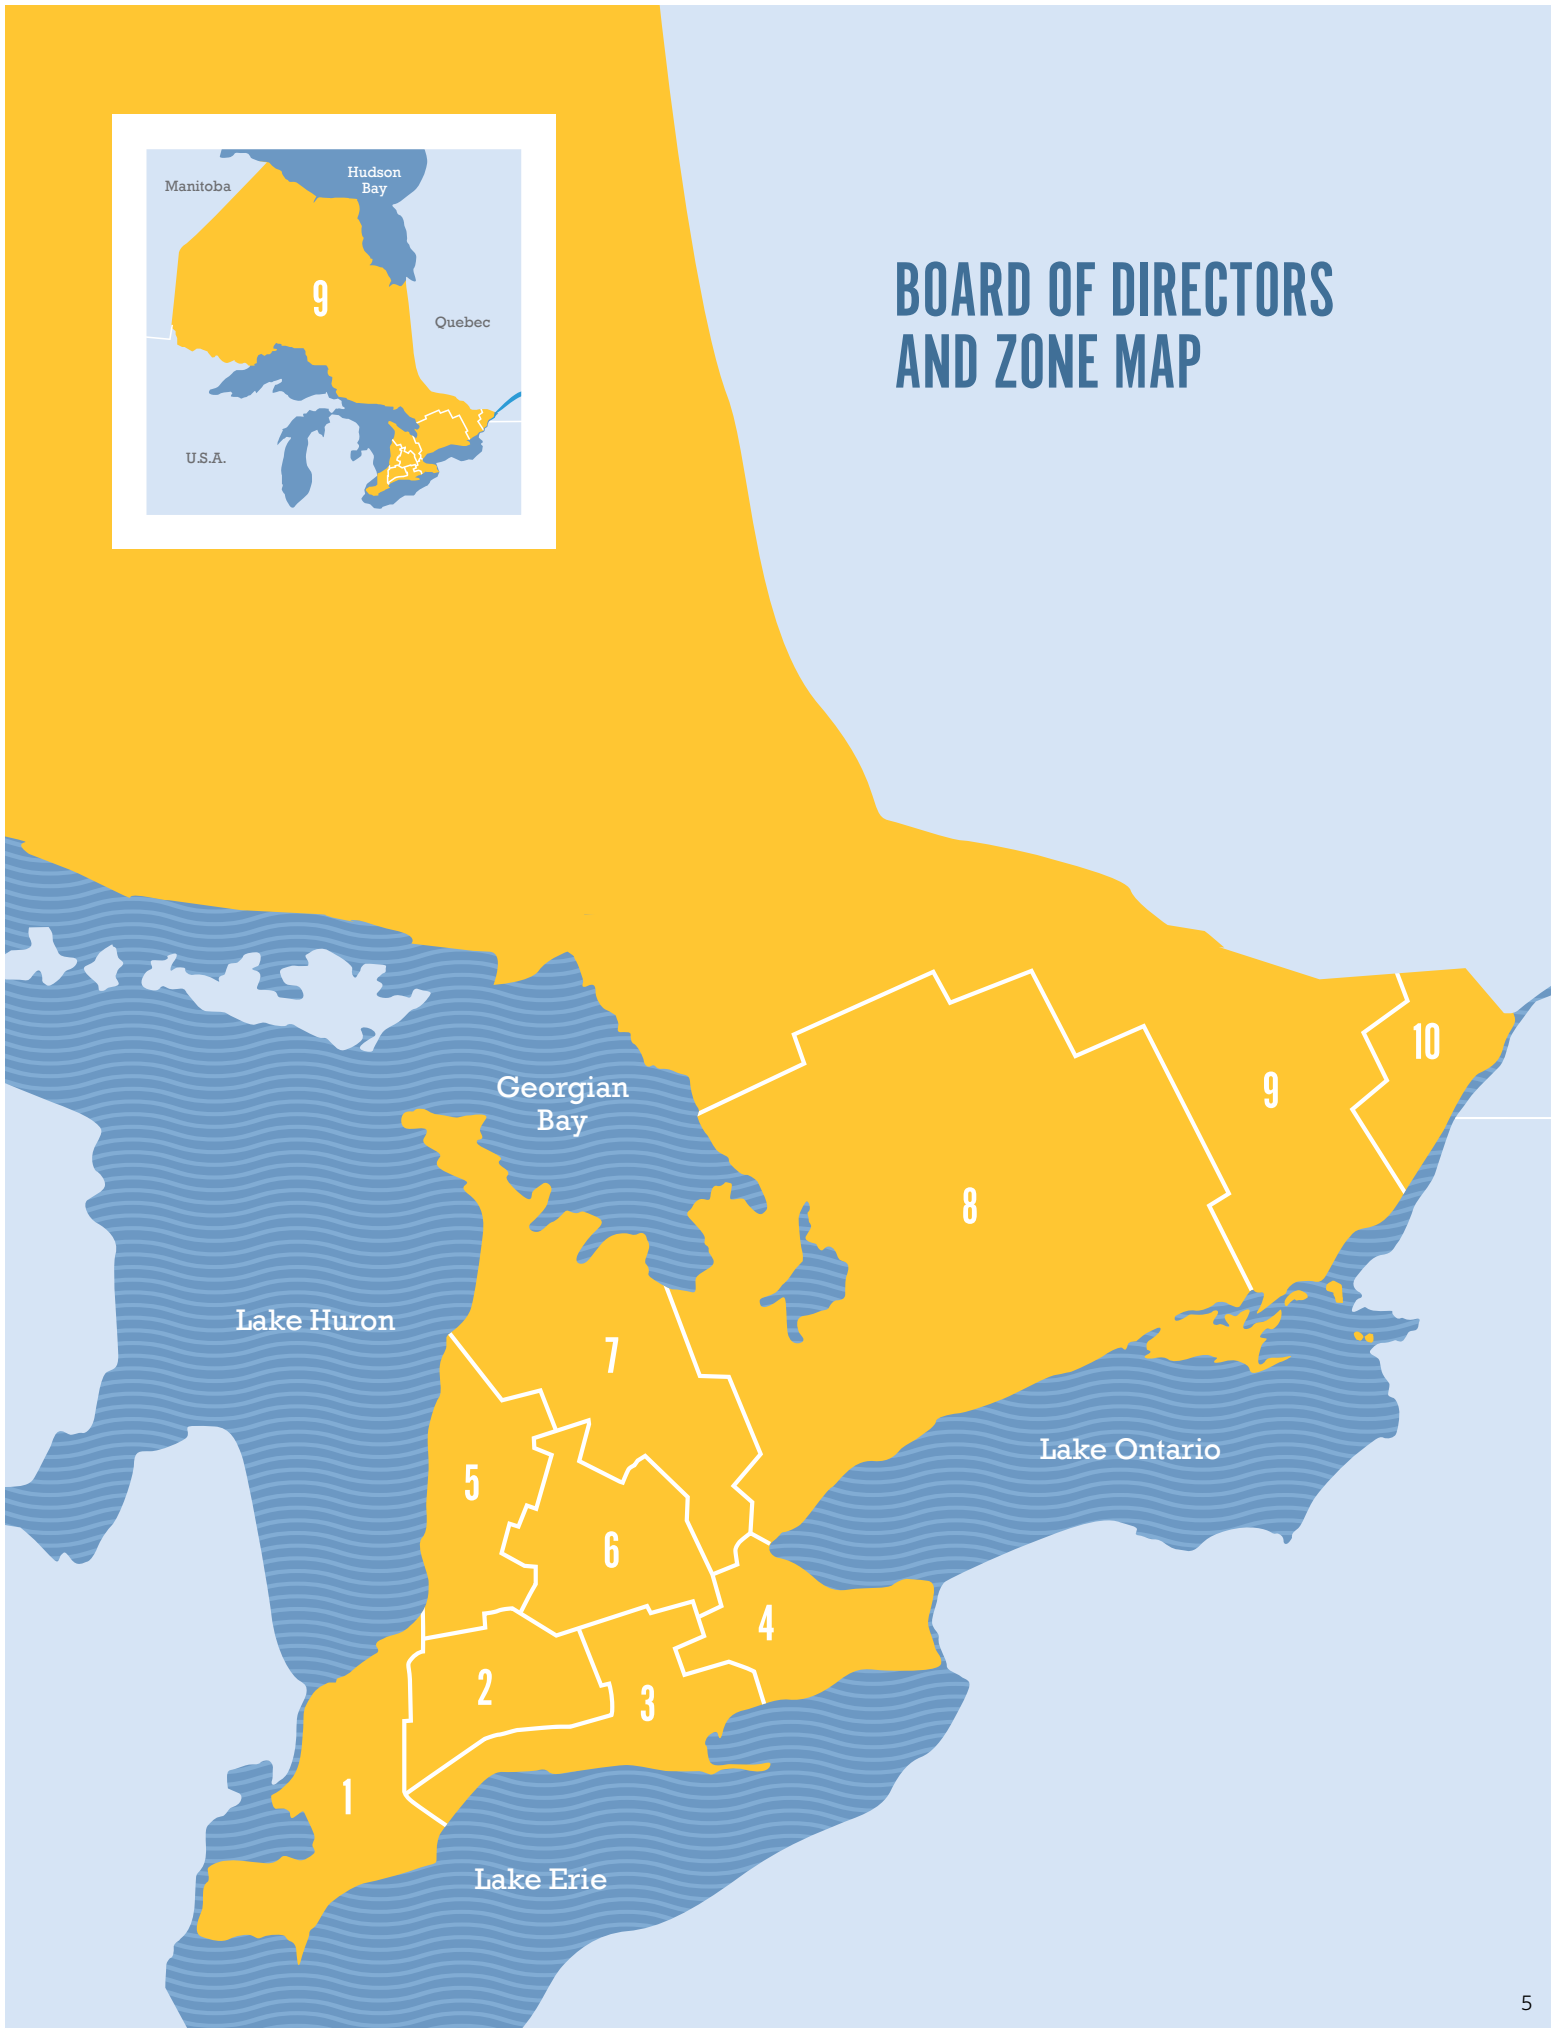 Manitoba
Hudson
Bay
9
Quebec
U.S.A.
BOARD OF DIRECTORS
AND ZONE MAP
10
Georgian
Bay
9
8
Lake Huron
7
Lake Ontario
5
6
4
2
3
1
Lake Erie
5